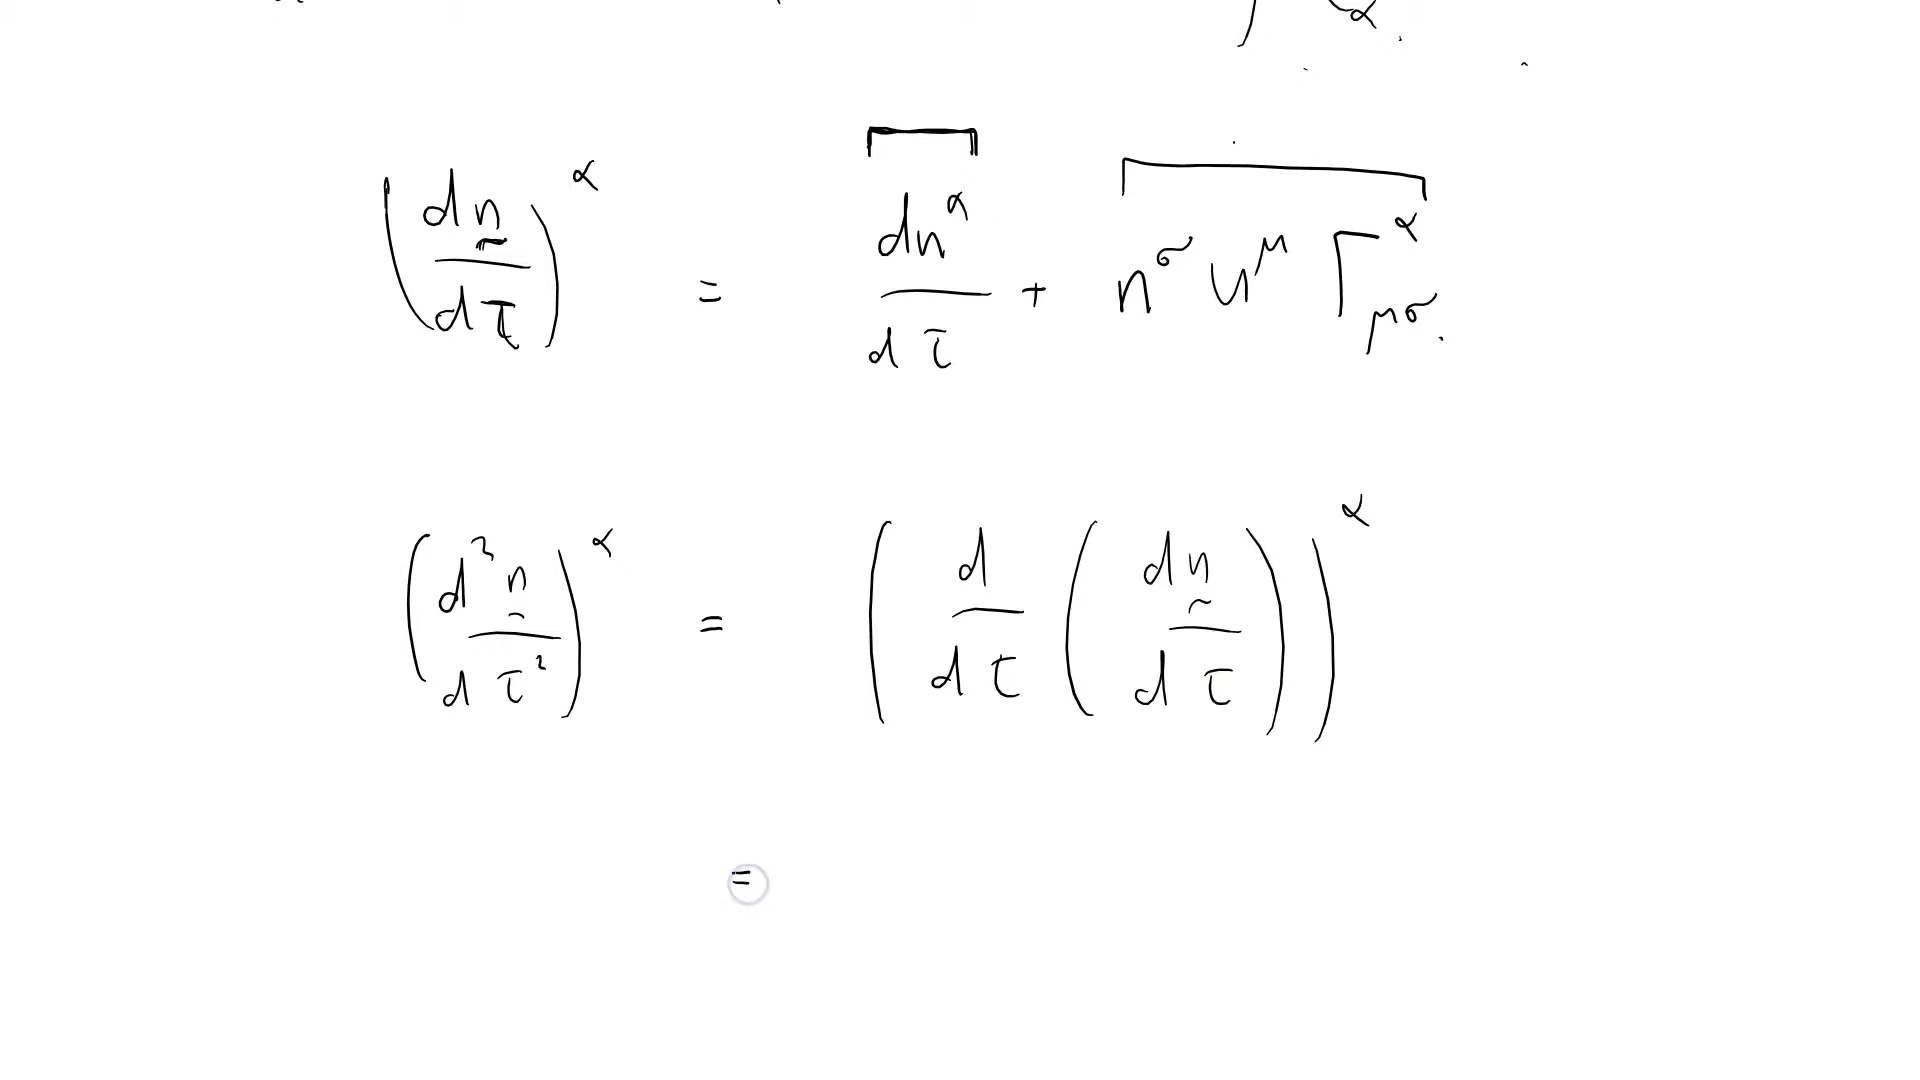 α.
(dn/dτ)^α = dn^α/dτ + n^σ u^μ Γ^α_μσ.
(d²n/dτ²)^α = (d/dτ (dn/dτ))^α
=